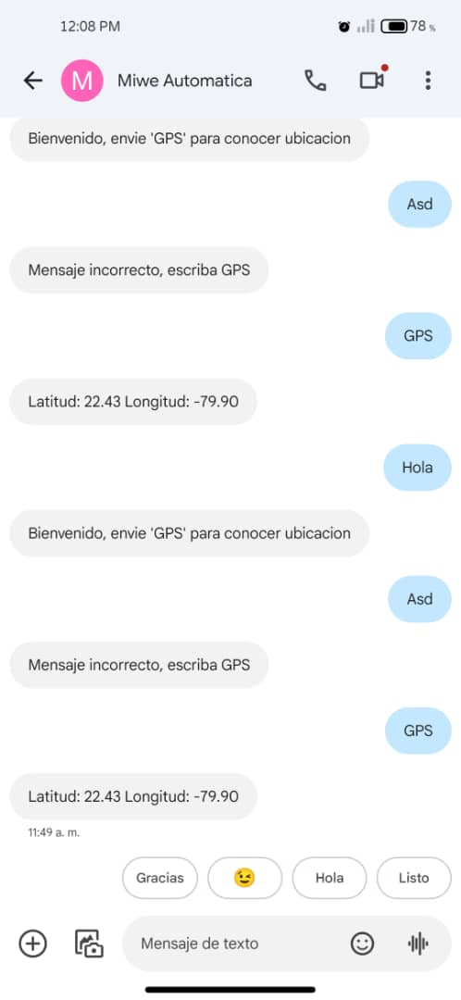 12:08 PM
78 %
M
Miwe Automatica
Bienvenido, envie 'GPS' para conocer ubicacion
Asd
Mensaje incorrecto, escriba GPS
GPS
Latitud: 22.43 Longitud: -79.90
Hola
Bienvenido, envie 'GPS' para conocer ubicacion
Asd
Mensaje incorrecto, escriba GPS
GPS
Latitud: 22.43 Longitud: -79.90
11:49 a. m.
Gracias
Hola
Listo
Mensaje de texto